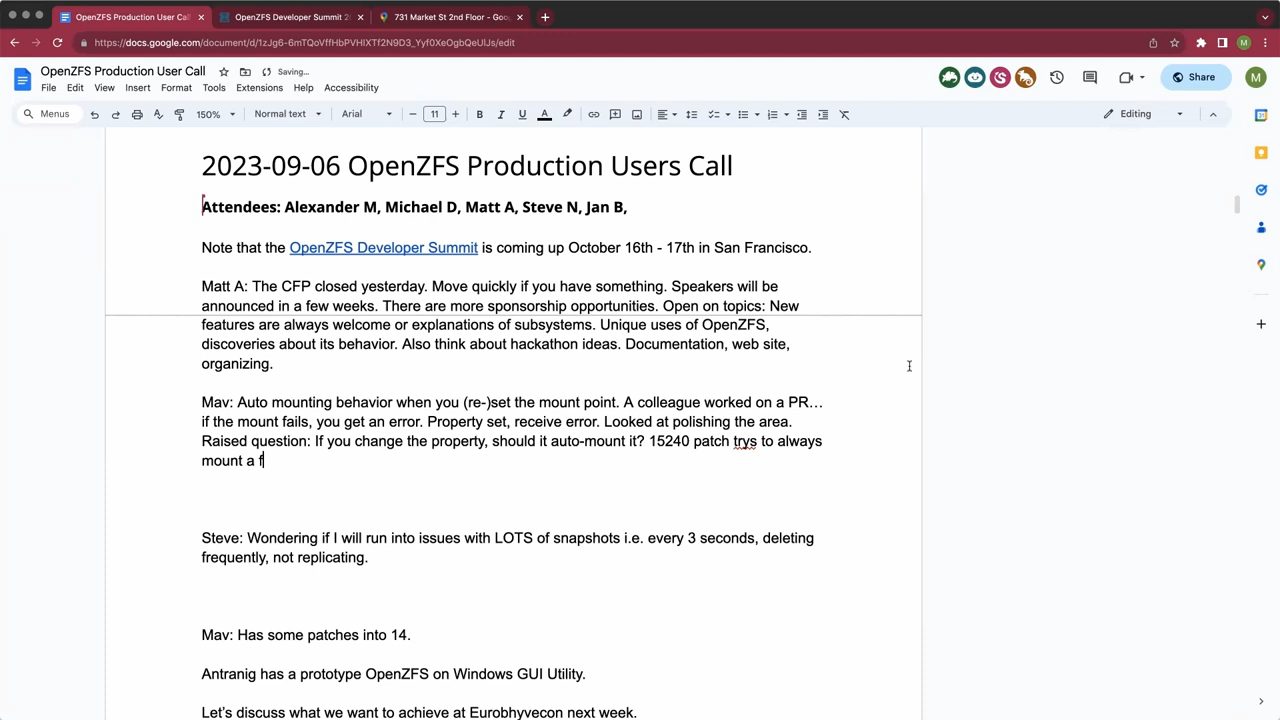 OpenZFS Production User Cal
OpenZFS Developer Summit 2
731 Market St 2nd Floor - Goo
https://docs.google.com/document/d/1zJg6-6mTQoVffHbPVHIXTf2N9D3_Yyf0XeOgbQeUlJs/edit
OpenZFS Production User Call
Saving...
File Edit View Insert Format Tools Extensions Help Accessibility
Share
M
Menus
150%
Normal text
Arial
11
Editing
2023-09-06 OpenZFS Production Users Call
Attendees: Alexander M, Michael D, Matt A, Steve N, Jan B,
Note that the OpenZFS Developer Summit is coming up October 16th - 17th in San Francisco.
Matt A: The CFP closed yesterday. Move quickly if you have something. Speakers will be
announced in a few weeks. There are more sponsorship opportunities. Open on topics: New
features are always welcome or explanations of subsystems. Unique uses of OpenZFS,
discoveries about its behavior. Also think about hackathon ideas. Documentation, web site,
organizing.
Mav: Auto mounting behavior when you (re-)set the mount point. A colleague worked on a PR…
if the mount fails, you get an error. Property set, receive error. Looked at polishing the area.
Raised question: If you change the property, should it auto-mount it? 15240 patch trys to always
mount a f
Steve: Wondering if I will run into issues with LOTS of snapshots i.e. every 3 seconds, deleting
frequently, not replicating.
Mav: Has some patches into 14.
Antranig has a prototype OpenZFS on Windows GUI Utility.
Let's discuss what we want to achieve at Eurobhyvecon next week.